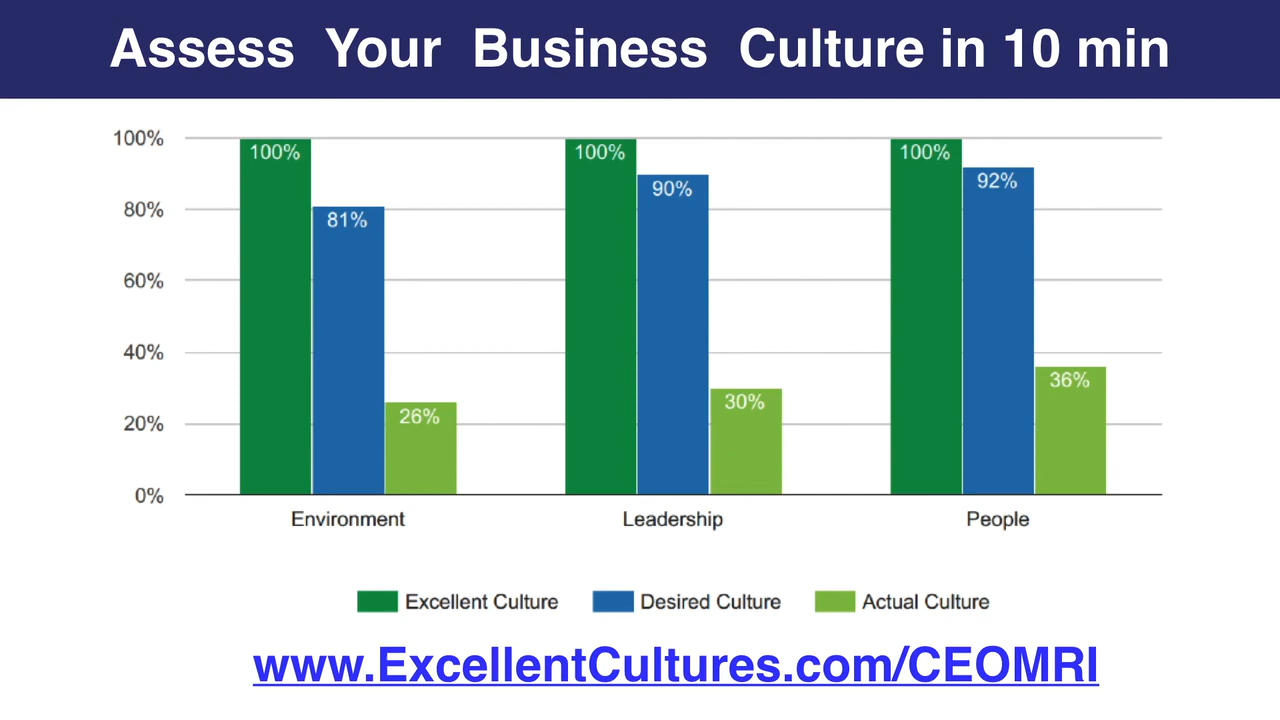 Assess Your Business Culture in 10 min
100%
80%
60%
40%
20%
0%
100%
81%
26%
100%
90%
30%
100%
92%
36%
Environment
Leadership
People
Excellent Culture
Desired Culture
Actual Culture
www.ExcellentCultures.com/CEOMRI